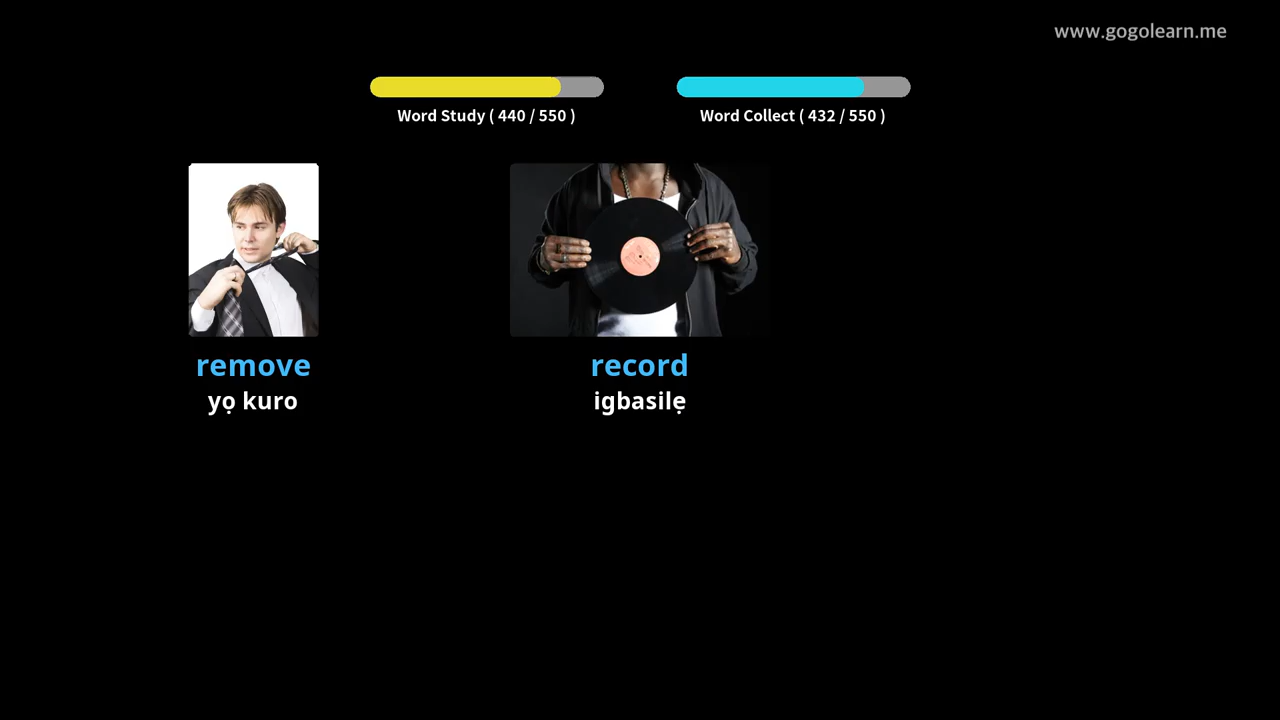 www.gogolearn.me
Word Study ( 440 / 550 )
Word Collect ( 432 / 550 )
remove
yọ kuro
record
igbasilẹ